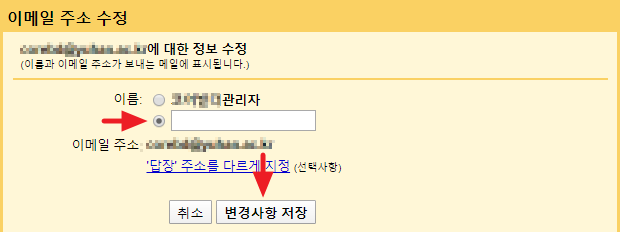 이메일 주소 수정
에 대한 정보 수정
(이름과 이메일 주소가 보내는 메일에 표시됩니다.)
이름: 관리자
이메일 주소:
'답장' 주소를 다르게 지정 (선택사항)
취소 변경사항 저장